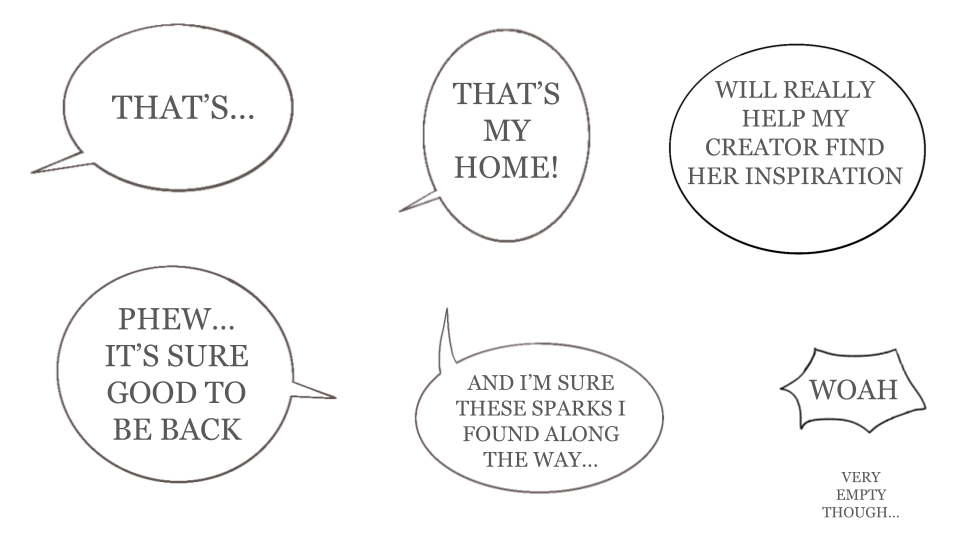 THAT'S...
THAT'S
MY
HOME!
WILL REALLY
HELP MY
CREATOR FIND
HER INSPIRATION
PHEW...
IT'S SURE
GOOD TO
BE BACK
AND I'M SURE
THESE SPARKS I
FOUND ALONG
THE WAY...
WOAH
VERY
EMPTY
THOUGH...